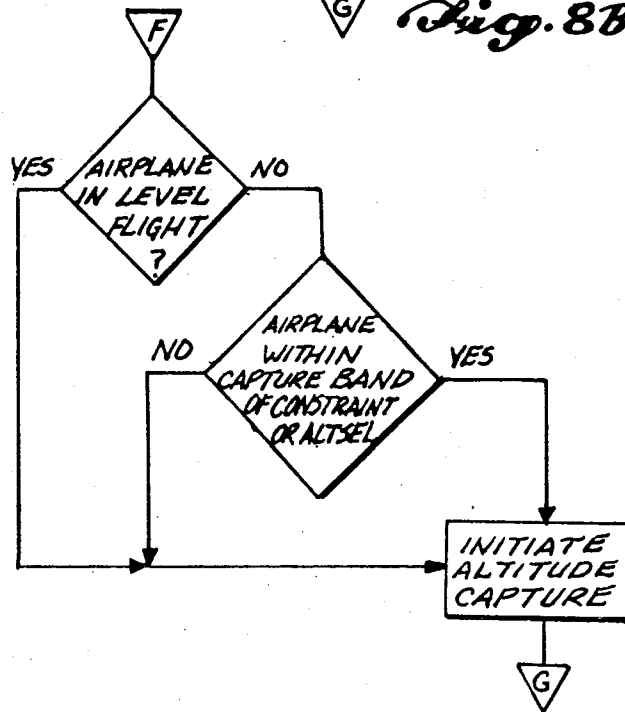 G
Fig. 8b
F
YES
AIRPLANE
IN LEVEL
FLIGHT
?
NO
NO
AIRPLANE
WITHIN
CAPTURE BAND
OF CONSTRAINT
OR ALTSEL
YES
INITIATE
ALTITUDE
CAPTURE
G